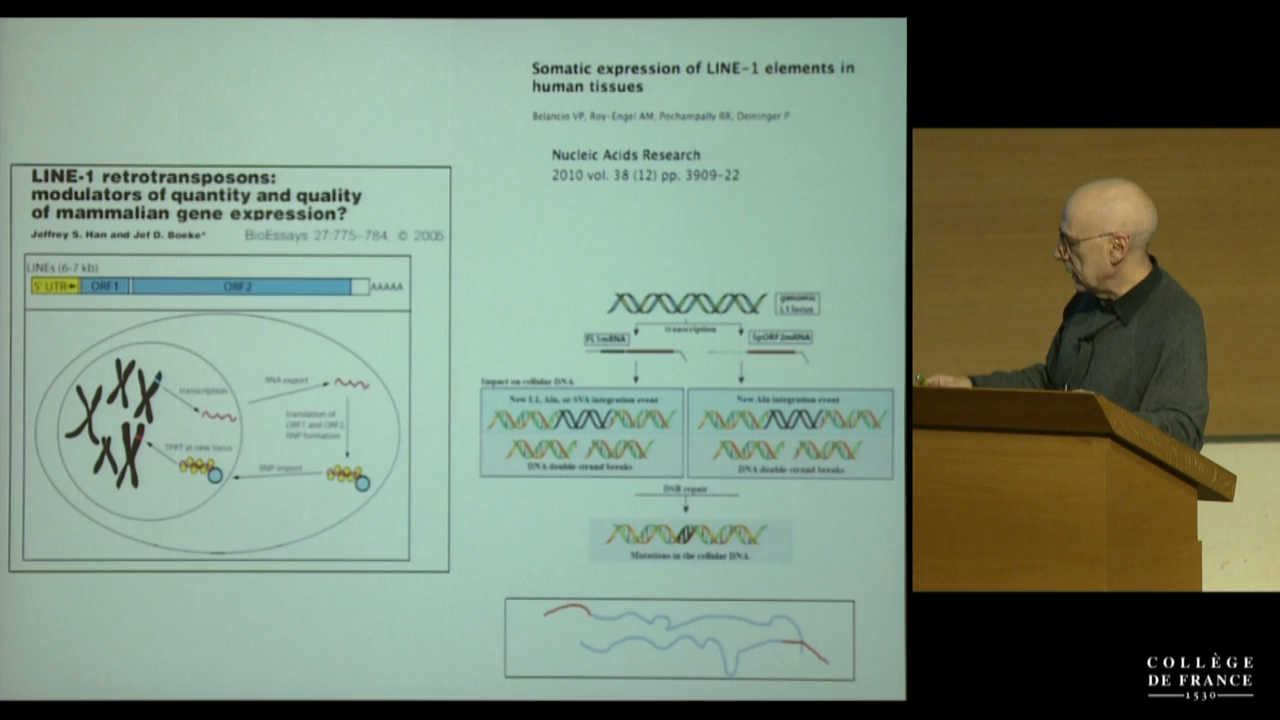 LINE-1 retrotransposons:
modulators of quantity and quality
of mammalian gene expression?
Jeffrey S. Han and Jef D. Boeke*
BioEssays 27:775–784, © 2005
LINEs (6-7 kb)
5' UTR
ORF1
ORF2
AAAAA
transcription
RNA export
translation of
ORF1 and ORF2,
RNP formation
TPRT at new locus
RNP import
Somatic expression of LINE-1 elements in
human tissues
Belancio VP, Roy-Engel AM, Pochampally RR, Deininger P
Nucleic Acids Research
2010 vol. 38 (12) pp. 3909-22
genomic
L1 locus
transcription
FL1mRNA
SpORF2mRNA
Impact on cellular DNA
New L1, Alu, or SVA integration event
DNA double-strand breaks
New Alu integration event
DNA double-strand breaks
DSB repair
Mutations in the cellular DNA
COLLÈGE
DE FRANCE
1530